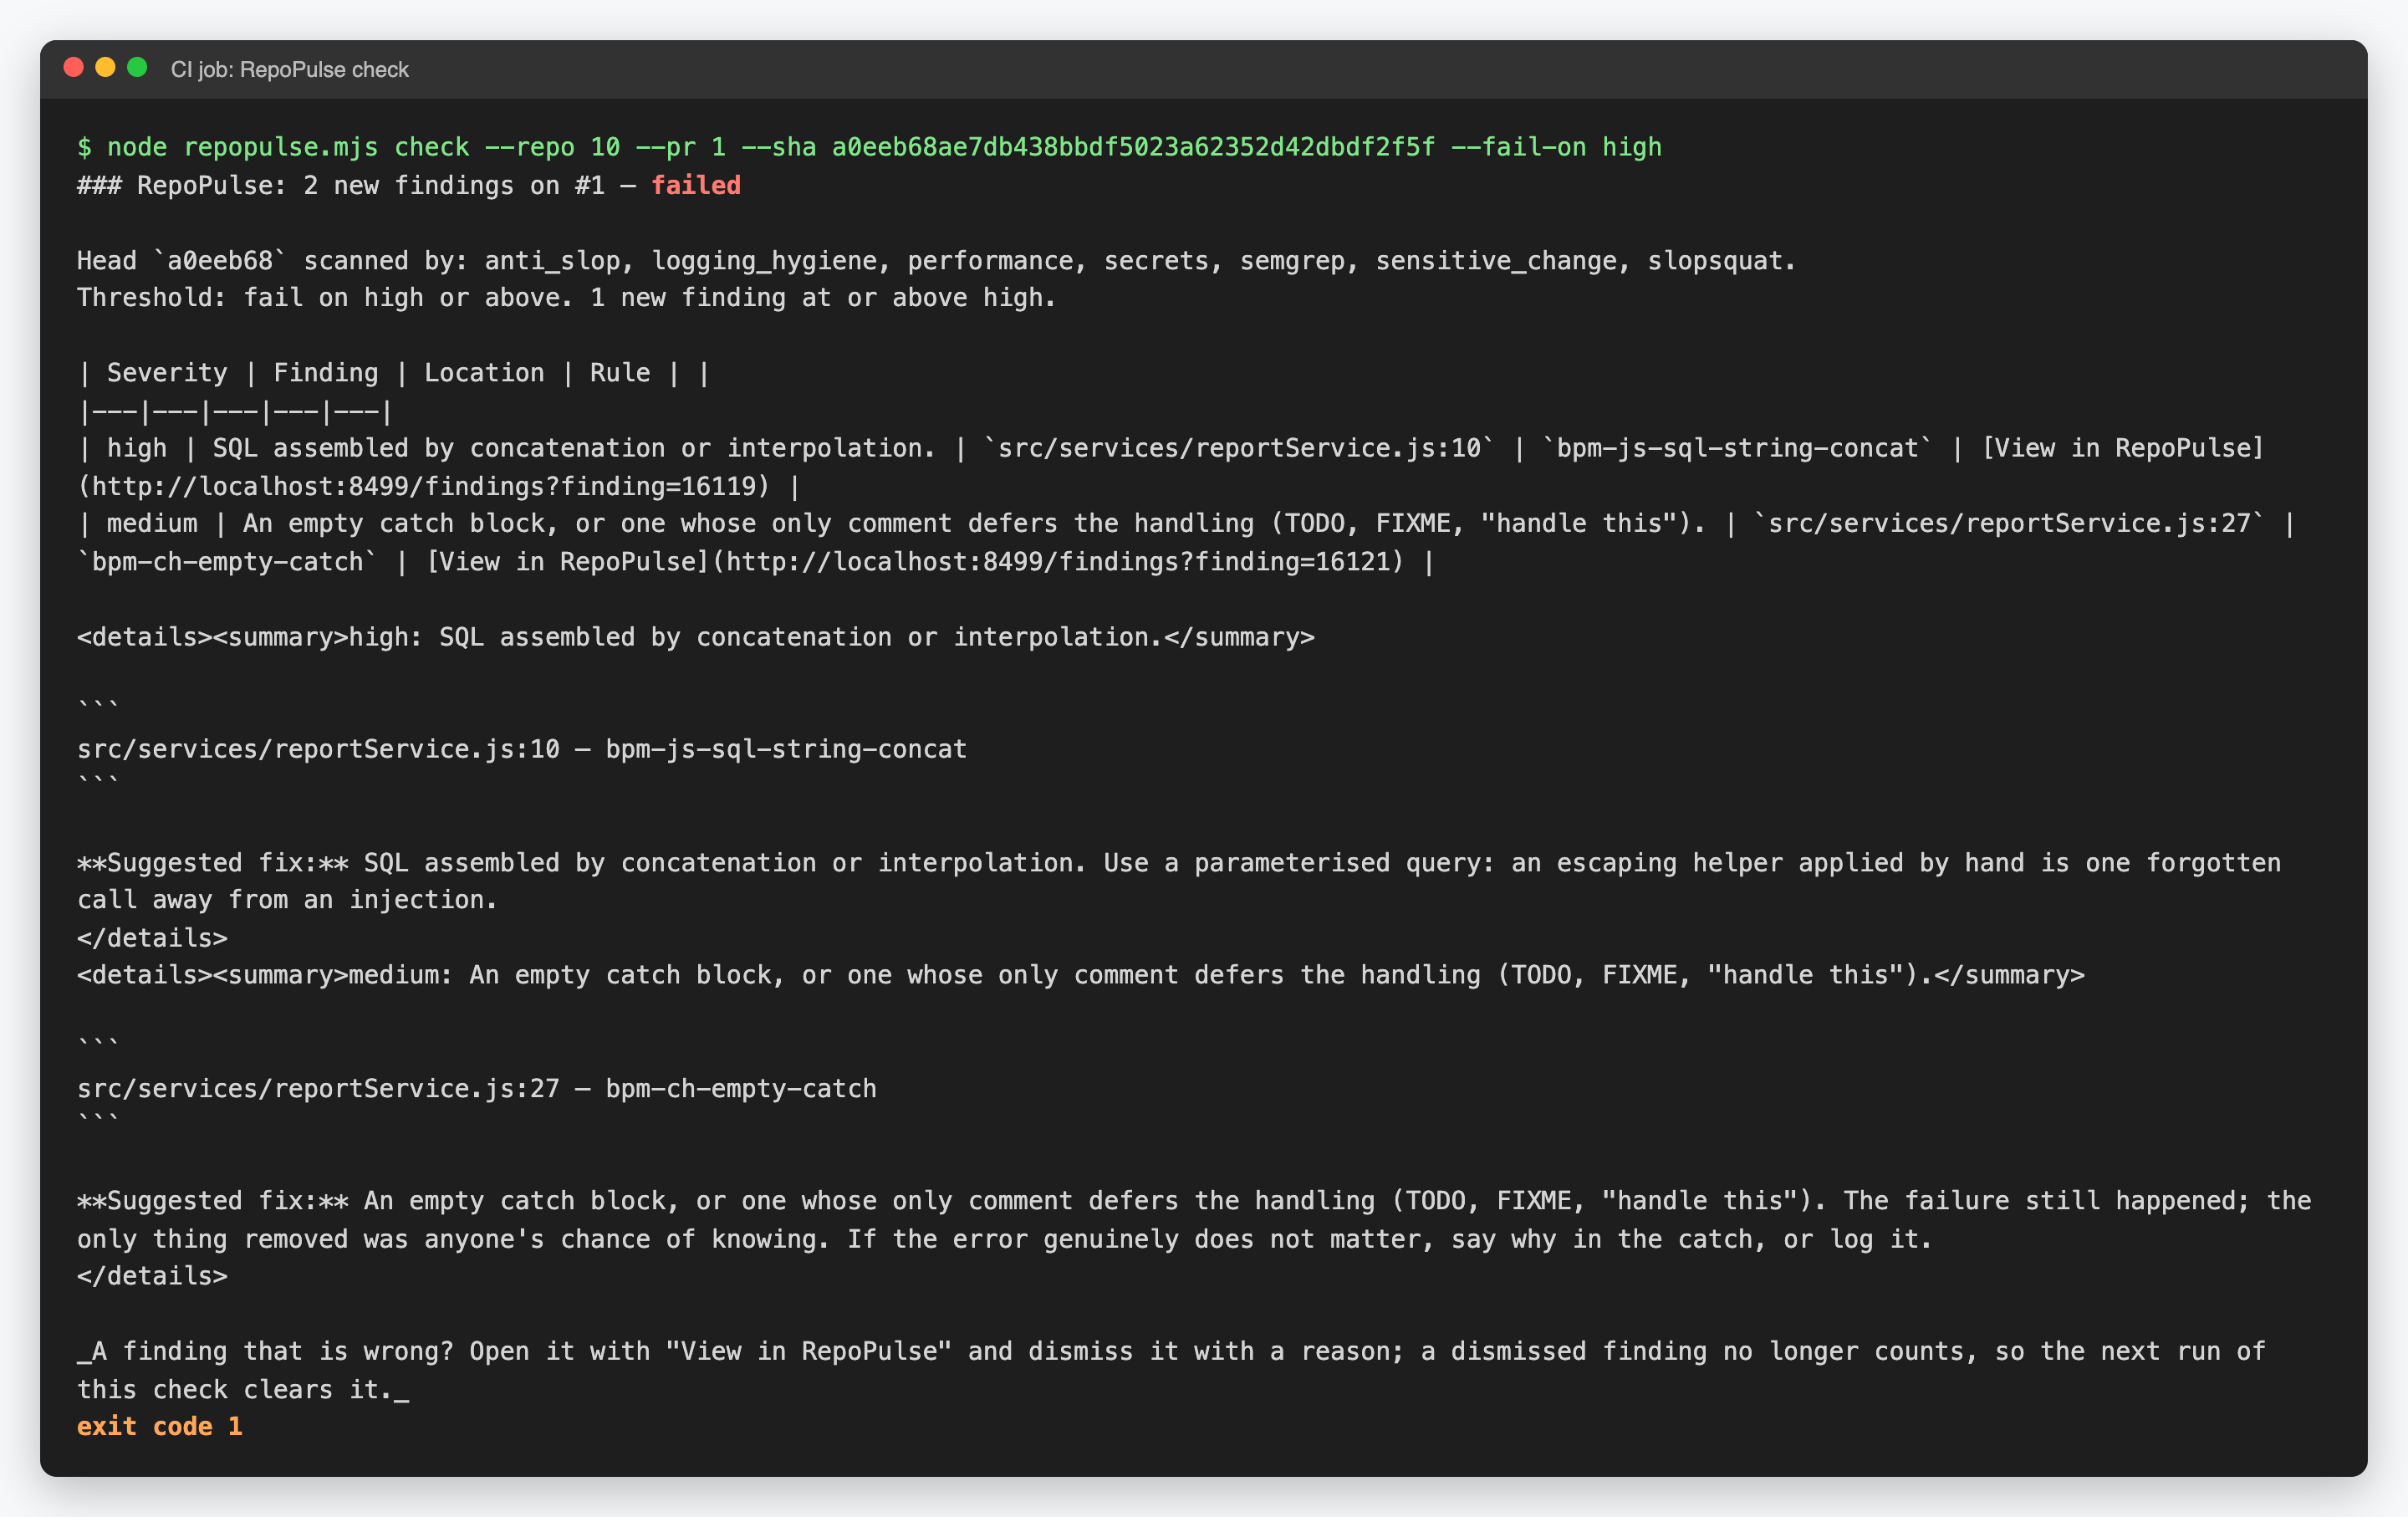 CI job: RepoPulse check
$ node repopulse.mjs check --repo 10 --pr 1 --sha a0eeb68ae7db438bbdf5023a62352d42dbdf2f5f --fail-on high
### RepoPulse: 2 new findings on #1 — failed
Head `a0eeb68` scanned by: anti_slop, logging_hygiene, performance, secrets, semgrep, sensitive_change, slopsquat.
Threshold: fail on high or above. 1 new finding at or above high.
| Severity | Finding | Location | Rule | |
|---|---|---|---|---|
| high | SQL assembled by concatenation or interpolation. | `src/services/reportService.js:10` | `bpm-js-sql-string-concat` | [View in RepoPulse]
(http://localhost:8499/findings?finding=16119) |
| medium | An empty catch block, or one whose only comment defers the handling (TODO, FIXME, "handle this"). | `src/services/reportService.js:27` |
`bpm-ch-empty-catch` | [View in RepoPulse](http://localhost:8499/findings?finding=16121) |
<details><summary>high: SQL assembled by concatenation or interpolation.</summary>
```
src/services/reportService.js:10 — bpm-js-sql-string-concat
```
**Suggested fix:** SQL assembled by concatenation or interpolation. Use a parameterised query: an escaping helper applied by hand is one forgotten
call away from an injection.
</details>
<details><summary>medium: An empty catch block, or one whose only comment defers the handling (TODO, FIXME, "handle this").</summary>
```
src/services/reportService.js:27 — bpm-ch-empty-catch
```
**Suggested fix:** An empty catch block, or one whose only comment defers the handling (TODO, FIXME, "handle this"). The failure still happened; the
only thing removed was anyone's chance of knowing. If the error genuinely does not matter, say why in the catch, or log it.
</details>
_A finding that is wrong? Open it with "View in RepoPulse" and dismiss it with a reason; a dismissed finding no longer counts, so the next run of
this check clears it._
exit code 1